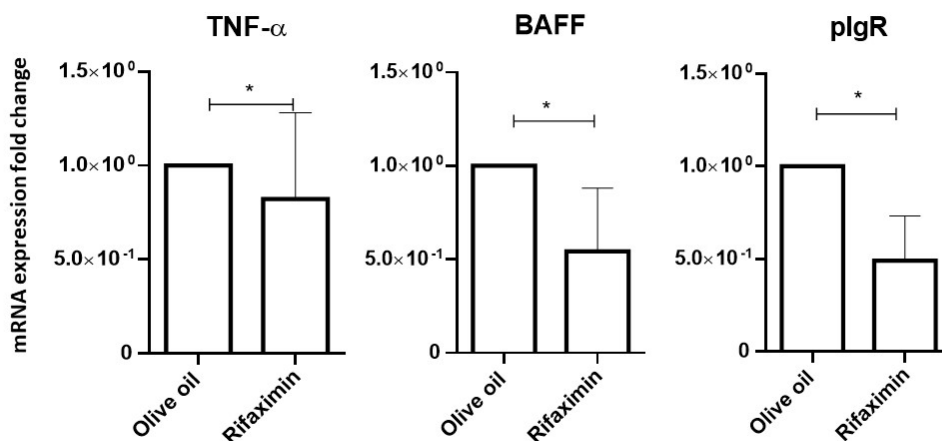 TNF-α
BAFF
pIgR
mRNA expression fold change
1.5×10⁰
1.0×10⁰
5.0×10⁻¹
0
*
Olive oil
Rifaximin
1.5×10⁰
1.0×10⁰
5.0×10⁻¹
0
*
Olive oil
Rifaximin
1.5×10⁰
1.0×10⁰
5.0×10⁻¹
0
*
Olive oil
Rifaximin